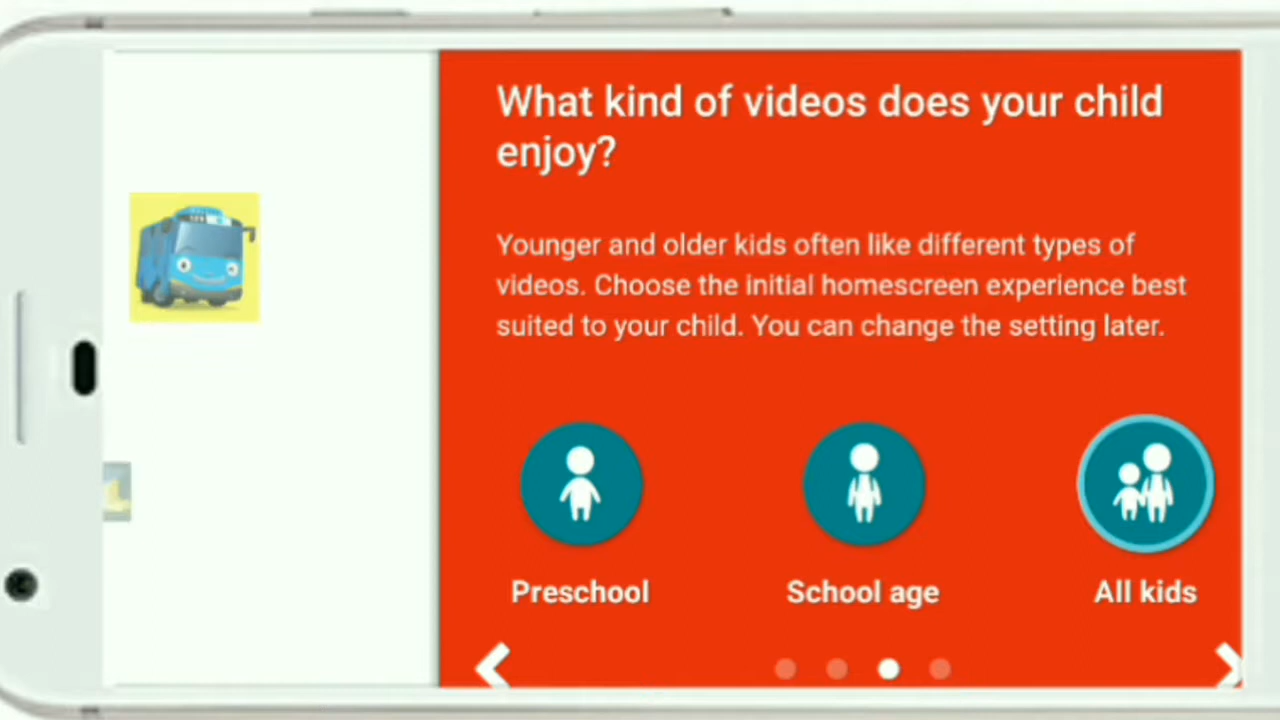 What kind of videos does your child
enjoy?
Younger and older kids often like different types of
videos. Choose the initial homescreen experience best
suited to your child. You can change the setting later.
Preschool
School age
All kids